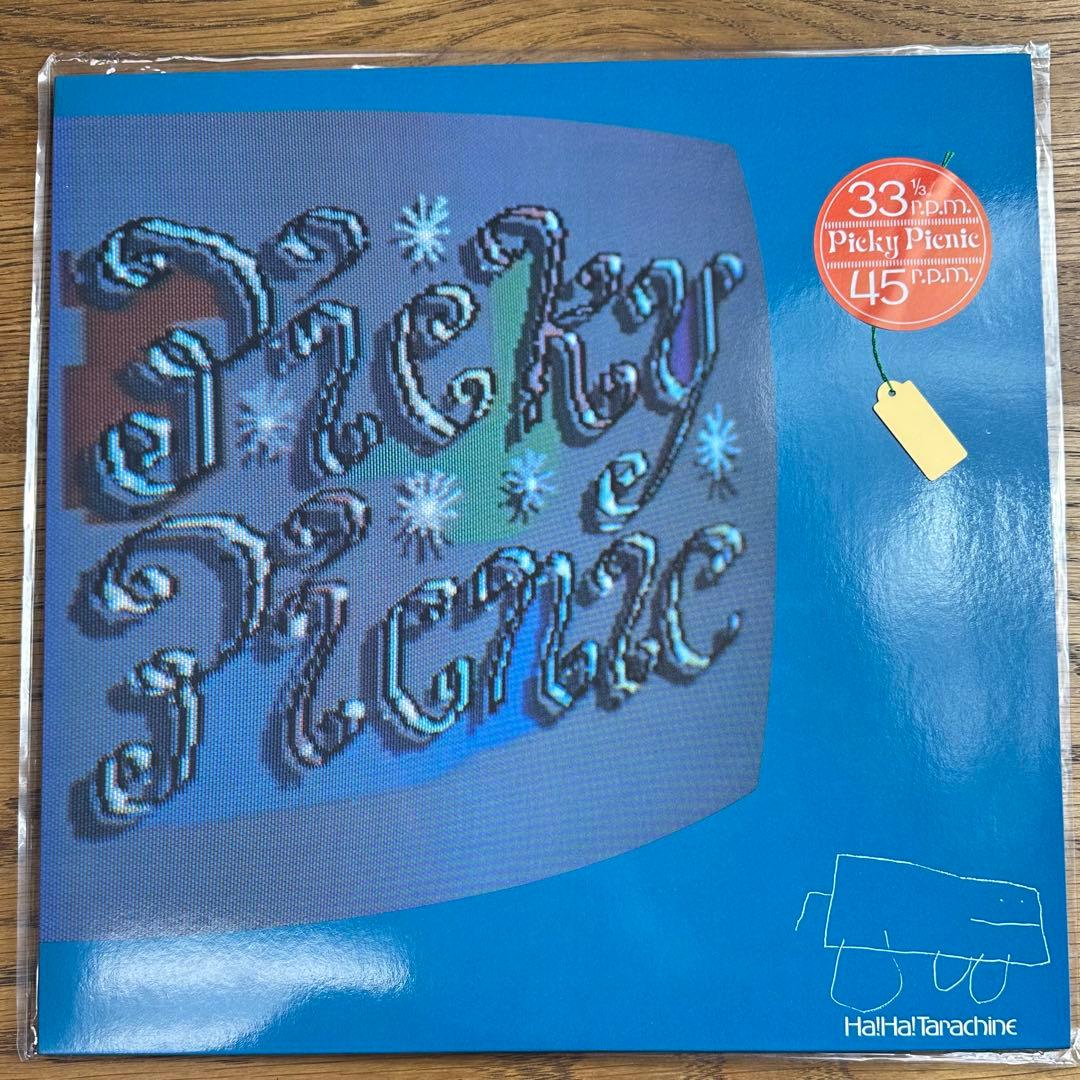 Picky
Picnic
33 1/3 r.p.m.
Picky Picnic
45 r.p.m.
Ha!Ha!Tarachine